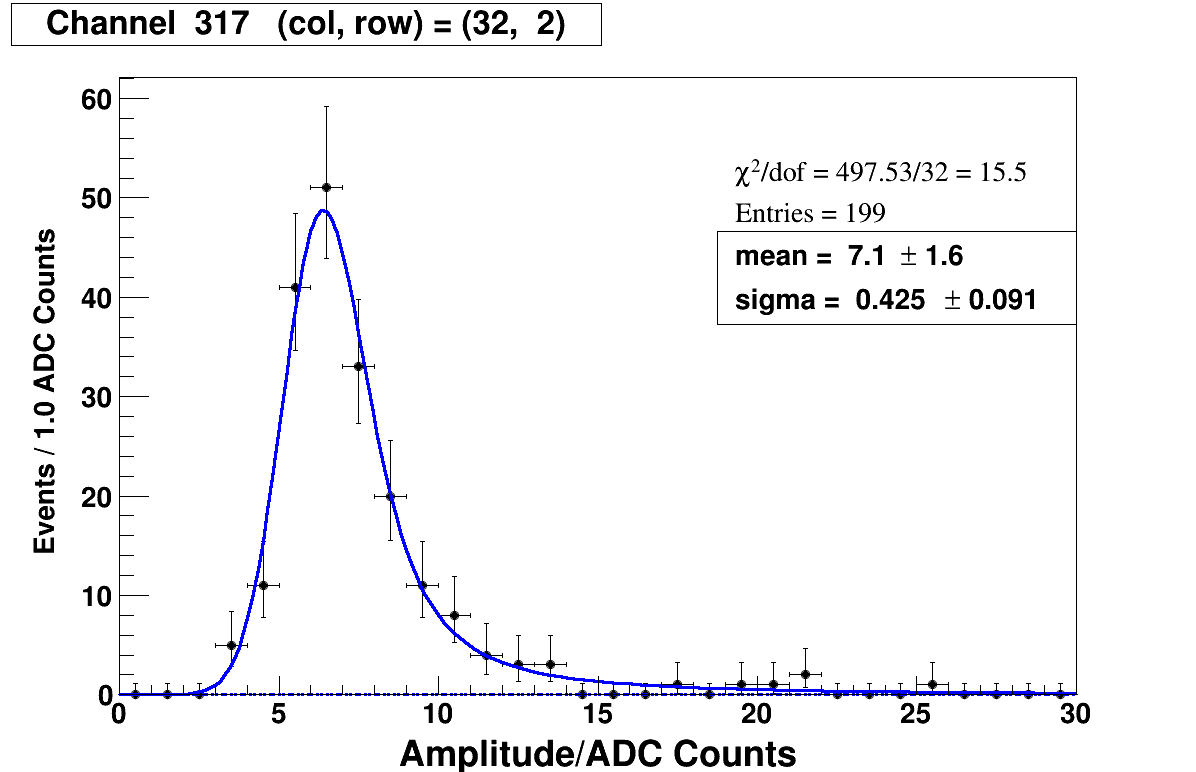 Channel 317 (col, row) = (32, 2)
60
50
40
30
20
10
0
Events / 1.0 ADC Counts
χ²/dof = 497.53/32 = 15.5
Entries = 199
mean = 7.1 ± 1.6
sigma = 0.425 ± 0.091
0 5 10 15 20 25 30
Amplitude/ADC Counts